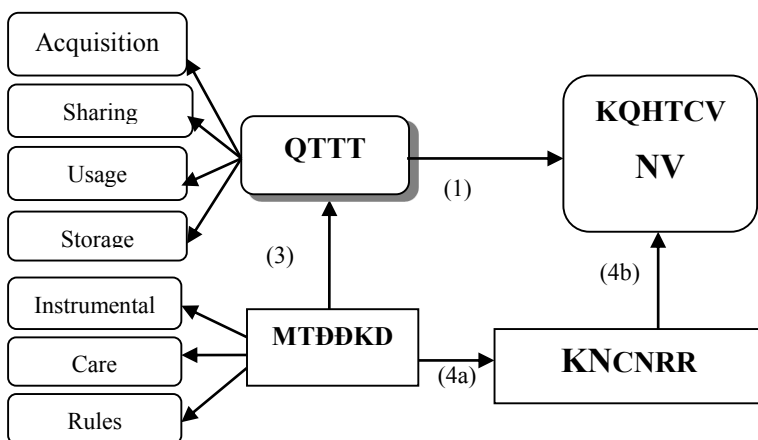 Acquisition
Sharing
Usage
Storage
QTTT
(1)
KQHTCV
NV
(3)
(4b)
Instrumental
Care
Rules
MTĐĐKD
(4a)
KNCNRR